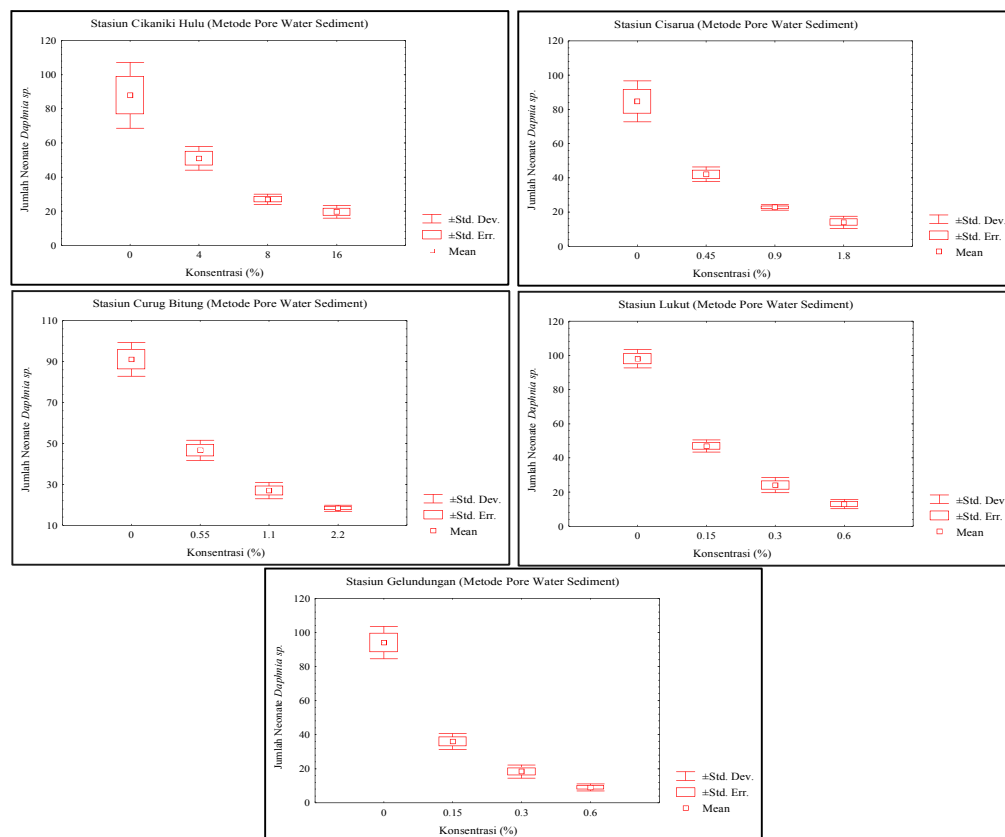 Stasiun Cikaniki Hulu (Metode Pore Water Sediment)
120
100
80
60
40
20
0
Jumlah Neonate Daphnia sp.
0 4 8 16
Konsentrasi (%)
±Std. Dev.
±Std. Err.
Mean
Stasiun Cisarua (Metode Pore Water Sediment)
120
100
80
60
40
20
0
Jumlah Neonate Dapnia sp.
0 0.45 0.9 1.8
Konsentrasi (%)
±Std. Dev.
±Std. Err.
Mean
Stasiun Curug Bitung (Metode Pore Water Sediment)
110
90
70
50
30
10
Jumlah Neonate Daphnia sp.
0 0.55 1.1 2.2
Konsentrasi (%)
±Std. Dev.
±Std. Err.
Mean
Stasiun Lukut (Metode Pore Water Sediment)
120
100
80
60
40
20
0
Jumlah Neonate Daphnia sp.
0 0.15 0.3 0.6
Konsentrasi (%)
±Std. Dev.
±Std. Err.
Mean
Stasiun Gelundungan (Metode Pore Water Sediment)
120
100
80
60
40
20
0
Jumlah Neonate Daphnia sp.
0 0.15 0.3 0.6
Konsentrasi (%)
±Std. Dev.
±Std. Err.
Mean